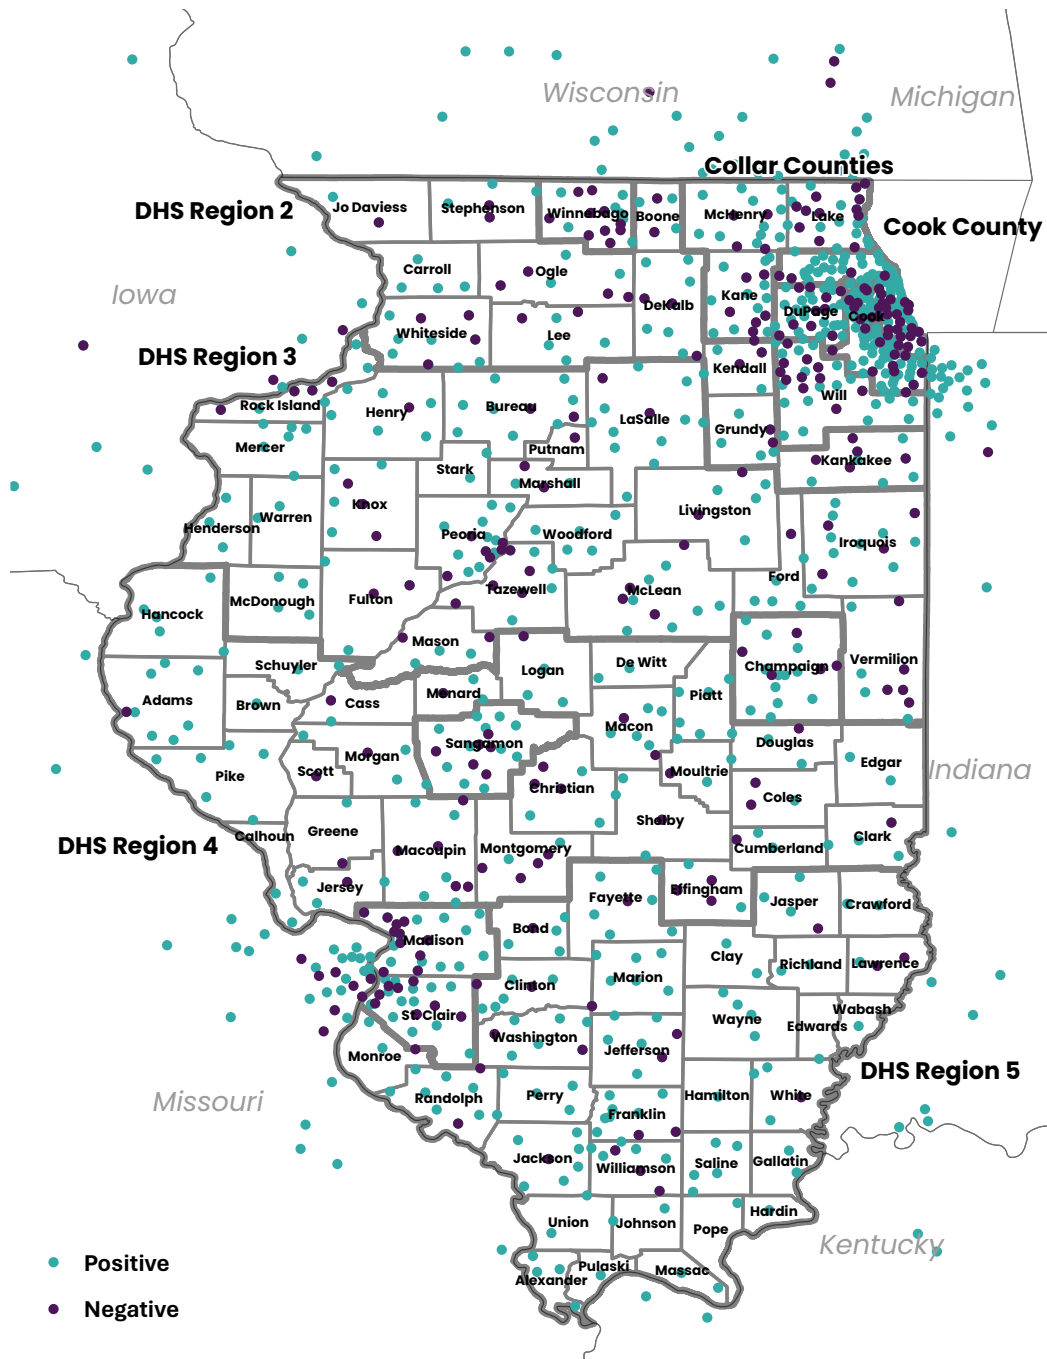 Wisconsin
Michigan
Collar Counties
DHS Region 2
Jo Daviess
Stephenson
Winnebago
Boone
McHenry
Lake
Cook County
Iowa
Carroll
Ogle
DeKalb
Kane
DuPage
Cook
Whiteside
Lee
DHS Region 3
Kendall
Will
Rock Island
Henry
Bureau
LaSalle
Grundy
Mercer
Putnam
Kankakee
Stark
Marshall
Knox
Livingston
Henderson
Warren
Peoria
Woodford
Iroquois
Ford
Hancock
McDonough
Fulton
Tazewell
McLean
Mason
Schuyler
Logan
De Witt
Champaign
Vermilion
Adams
Brown
Cass
Menard
Piatt
Macon
Sangamon
Douglas
Pike
Scott
Morgan
Moultrie
Edgar
Indiana
Christian
Coles
Shelby
DHS Region 4
Calhoun
Greene
Macoupin
Montgomery
Cumberland
Clark
Jersey
Fayette
Effingham
Jasper
Crawford
Madison
Bond
Clay
Richland
Lawrence
Clinton
Marion
St. Clair
Wayne
Edwards
Wabash
Monroe
Washington
Jefferson
DHS Region 5
Missouri
Randolph
Perry
Franklin
Hamilton
White
Jackson
Williamson
Saline
Gallatin
Union
Johnson
Pope
Hardin
Kentucky
Alexander
Pulaski
Massac
Positive
Negative